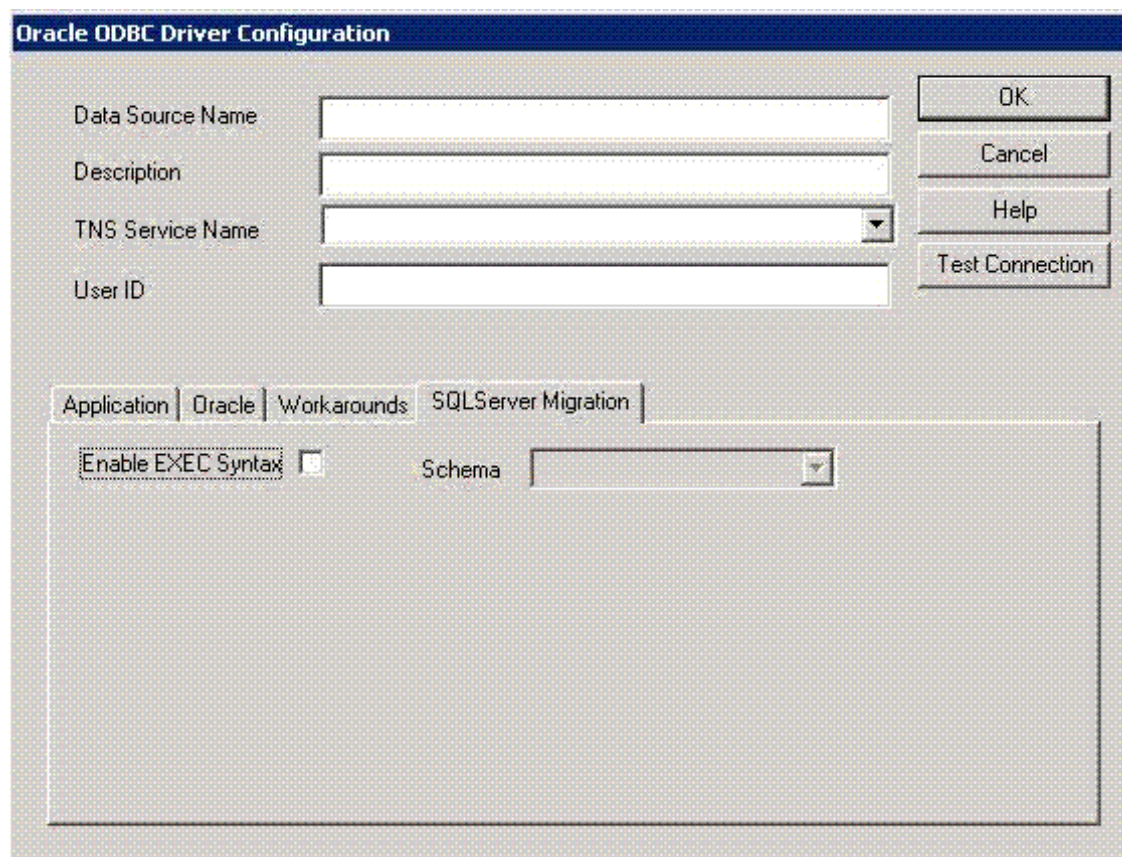 Oracle ODBC Driver Configuration
Data Source Name
OK
Description
Cancel
TNS Service Name
Help
User ID
Test Connection
Application Oracle Workarounds SQLServer Migration
Enable EXEC Syntax Schema